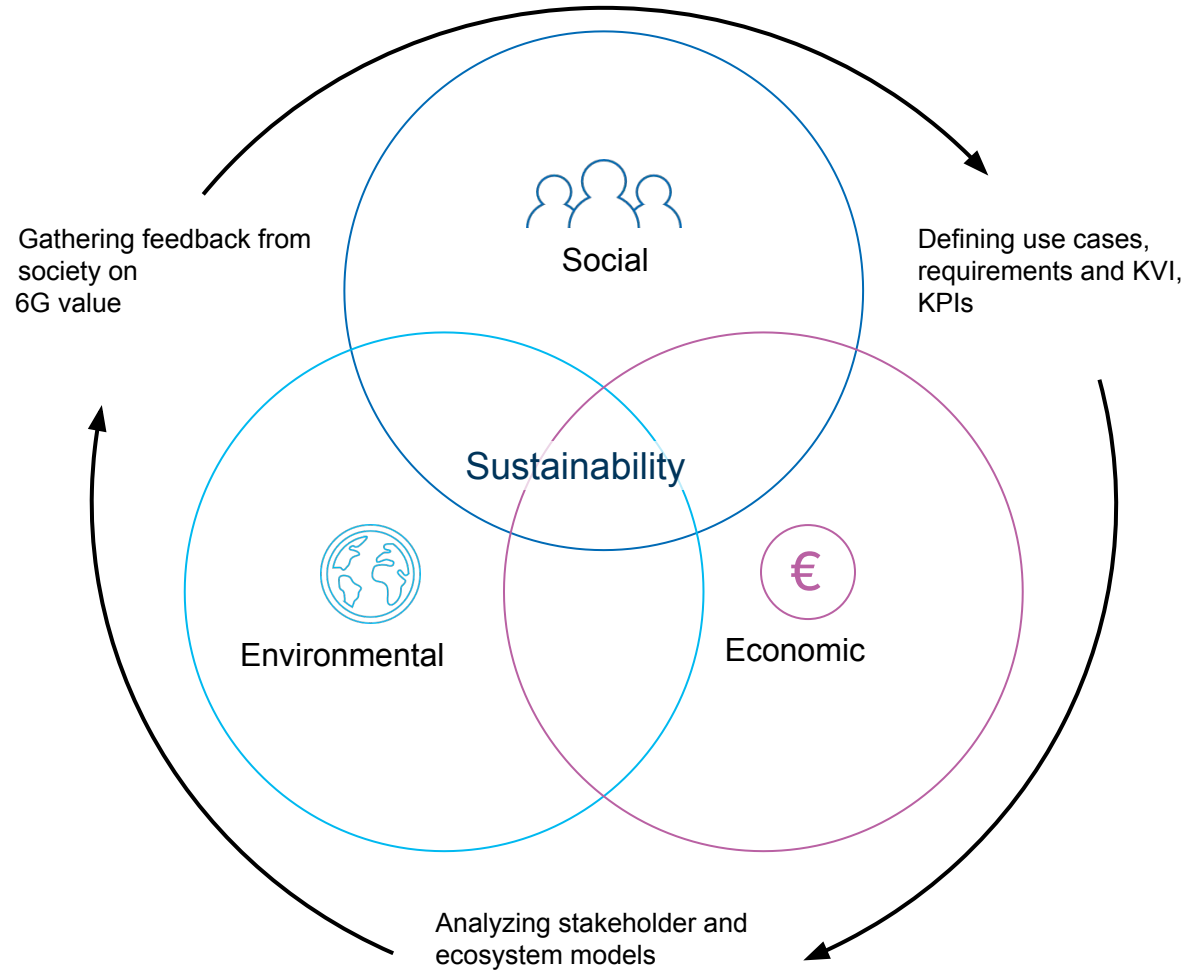 Social
Gathering feedback from
society on
6G value
Defining use cases,
requirements and KVI,
KPIs
Sustainability
€
Environmental
Economic
Analyzing stakeholder and
ecosystem models